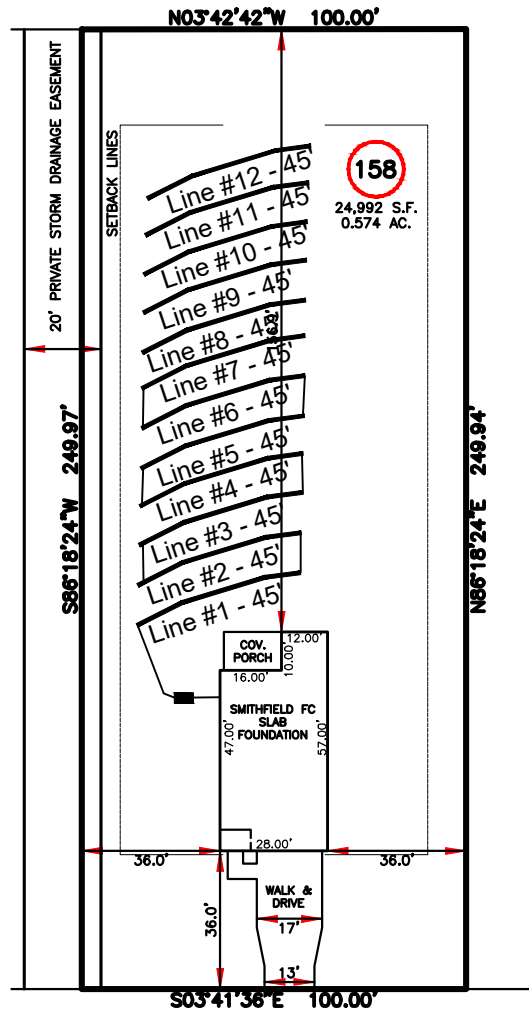 N03°42'42"W 100.00'
20' PRIVATE STORM DRAINAGE EASEMENT
SETBACK LINES
158
24,992 S.F.
0.574 AC.
Line #12 - 45'
Line #11 - 45'
Line #10 - 45'
Line #9 - 45'
Line #8 - 45'
156.9'
Line #7 - 45'
Line #6 - 45'
Line #5 - 45'
Line #4 - 45'
Line #3 - 45'
Line #2 - 45'
Line #1 - 45'
S86°18'24"W 249.97'
N86°18'24"E 249.94'
COV.
PORCH
12.00'
10.00'
16.00'
SMITHFIELD FC
SLAB
FOUNDATION
47.00'
57.00'
28.00'
36.0'
36.0'
36.0'
WALK &
DRIVE
17'
13'
S03°41'36"E 100.00'